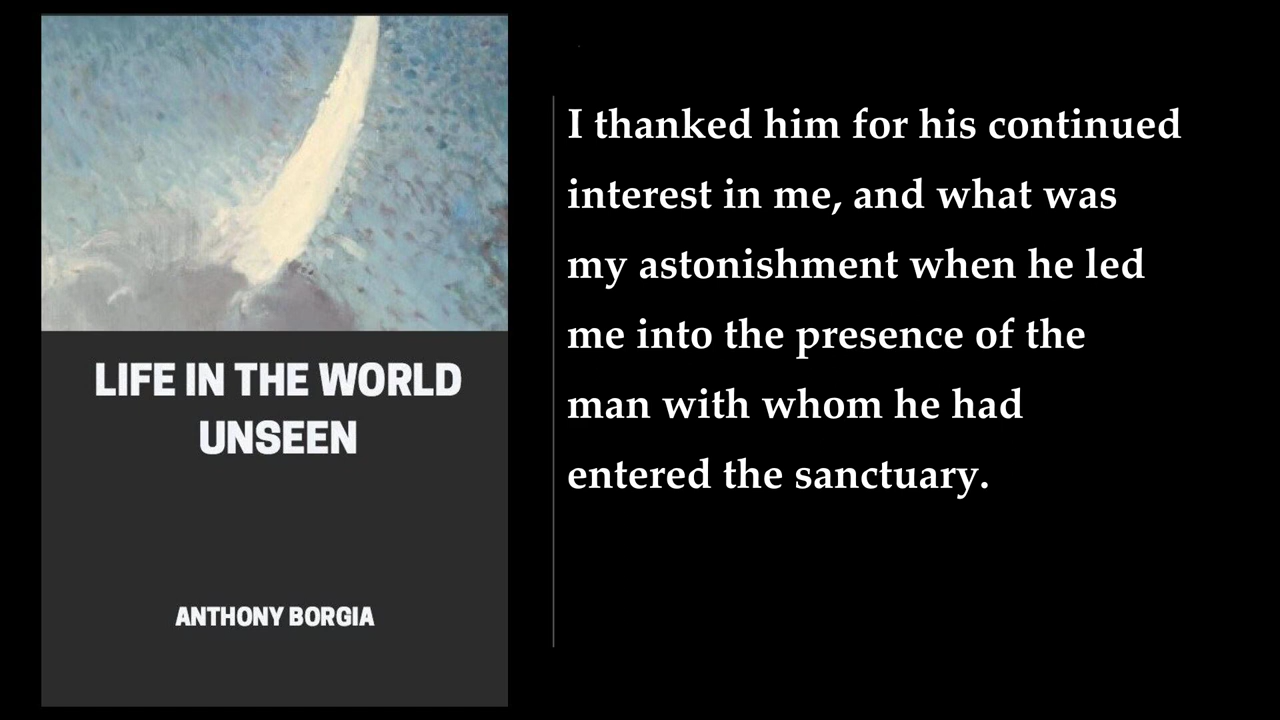 LIFE IN THE WORLD
UNSEEN
ANTHONY BORGIA
I thanked him for his continued
interest in me, and what was
my astonishment when he led
me into the presence of the
man with whom he had
entered the sanctuary.